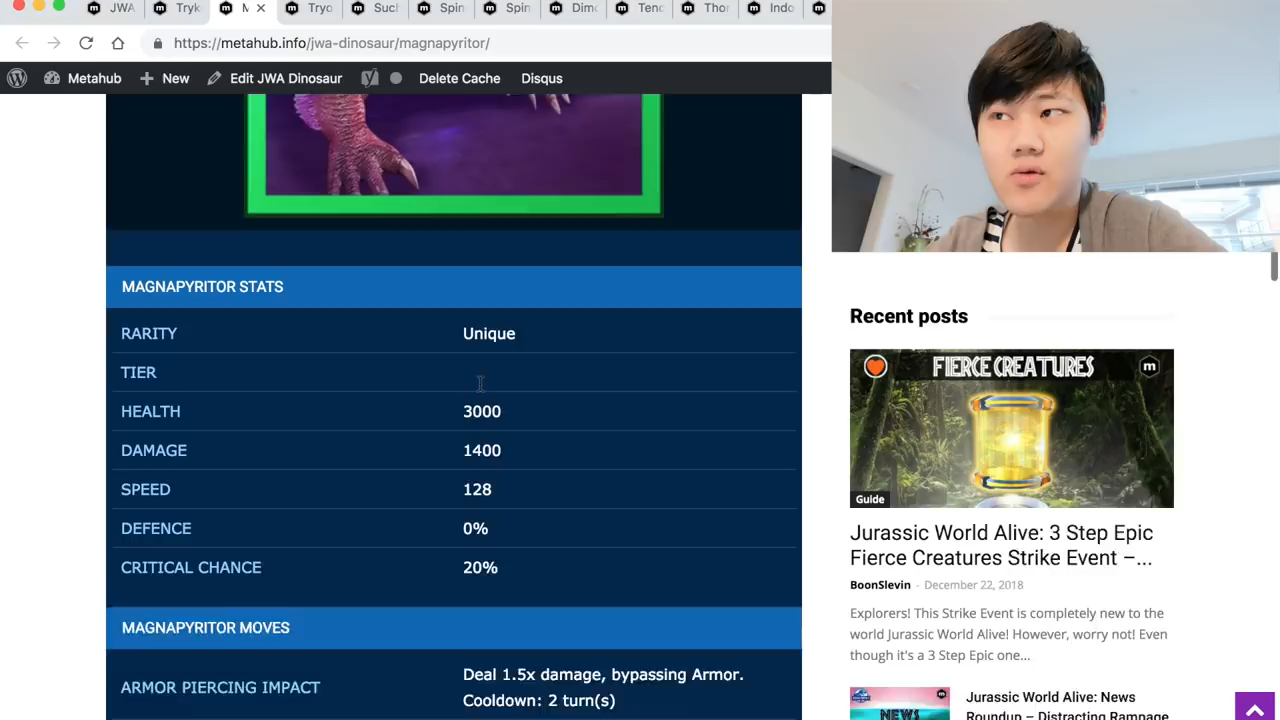 JWA
Tryk
M
Tryo
Such
Spin
Spin
Dim
Tend
Thor
Indo
https://metahub.info/jwa-dinosaur/magnapyritor/
Metahub
New
Edit JWA Dinosaur
Delete Cache
Disqus
MAGNAPYRITOR STATS
RARITY Unique
TIER
HEALTH 3000
DAMAGE 1400
SPEED 128
DEFENCE 0%
CRITICAL CHANCE 20%
MAGNAPYRITOR MOVES
ARMOR PIERCING IMPACT
Deal 1.5x damage, bypassing Armor.
Cooldown: 2 turn(s)
Recent posts
FIERCE CREATURES
m
Guide
Jurassic World Alive: 3 Step Epic
Fierce Creatures Strike Event –...
BoonSlevin - December 22, 2018
Explorers! This Strike Event is completely new to the
world Jurassic World Alive! However, worry not! Even
though it's a 3 Step Epic one...
NEWS
Jurassic World Alive: News
Roundup – Distracting Rampage